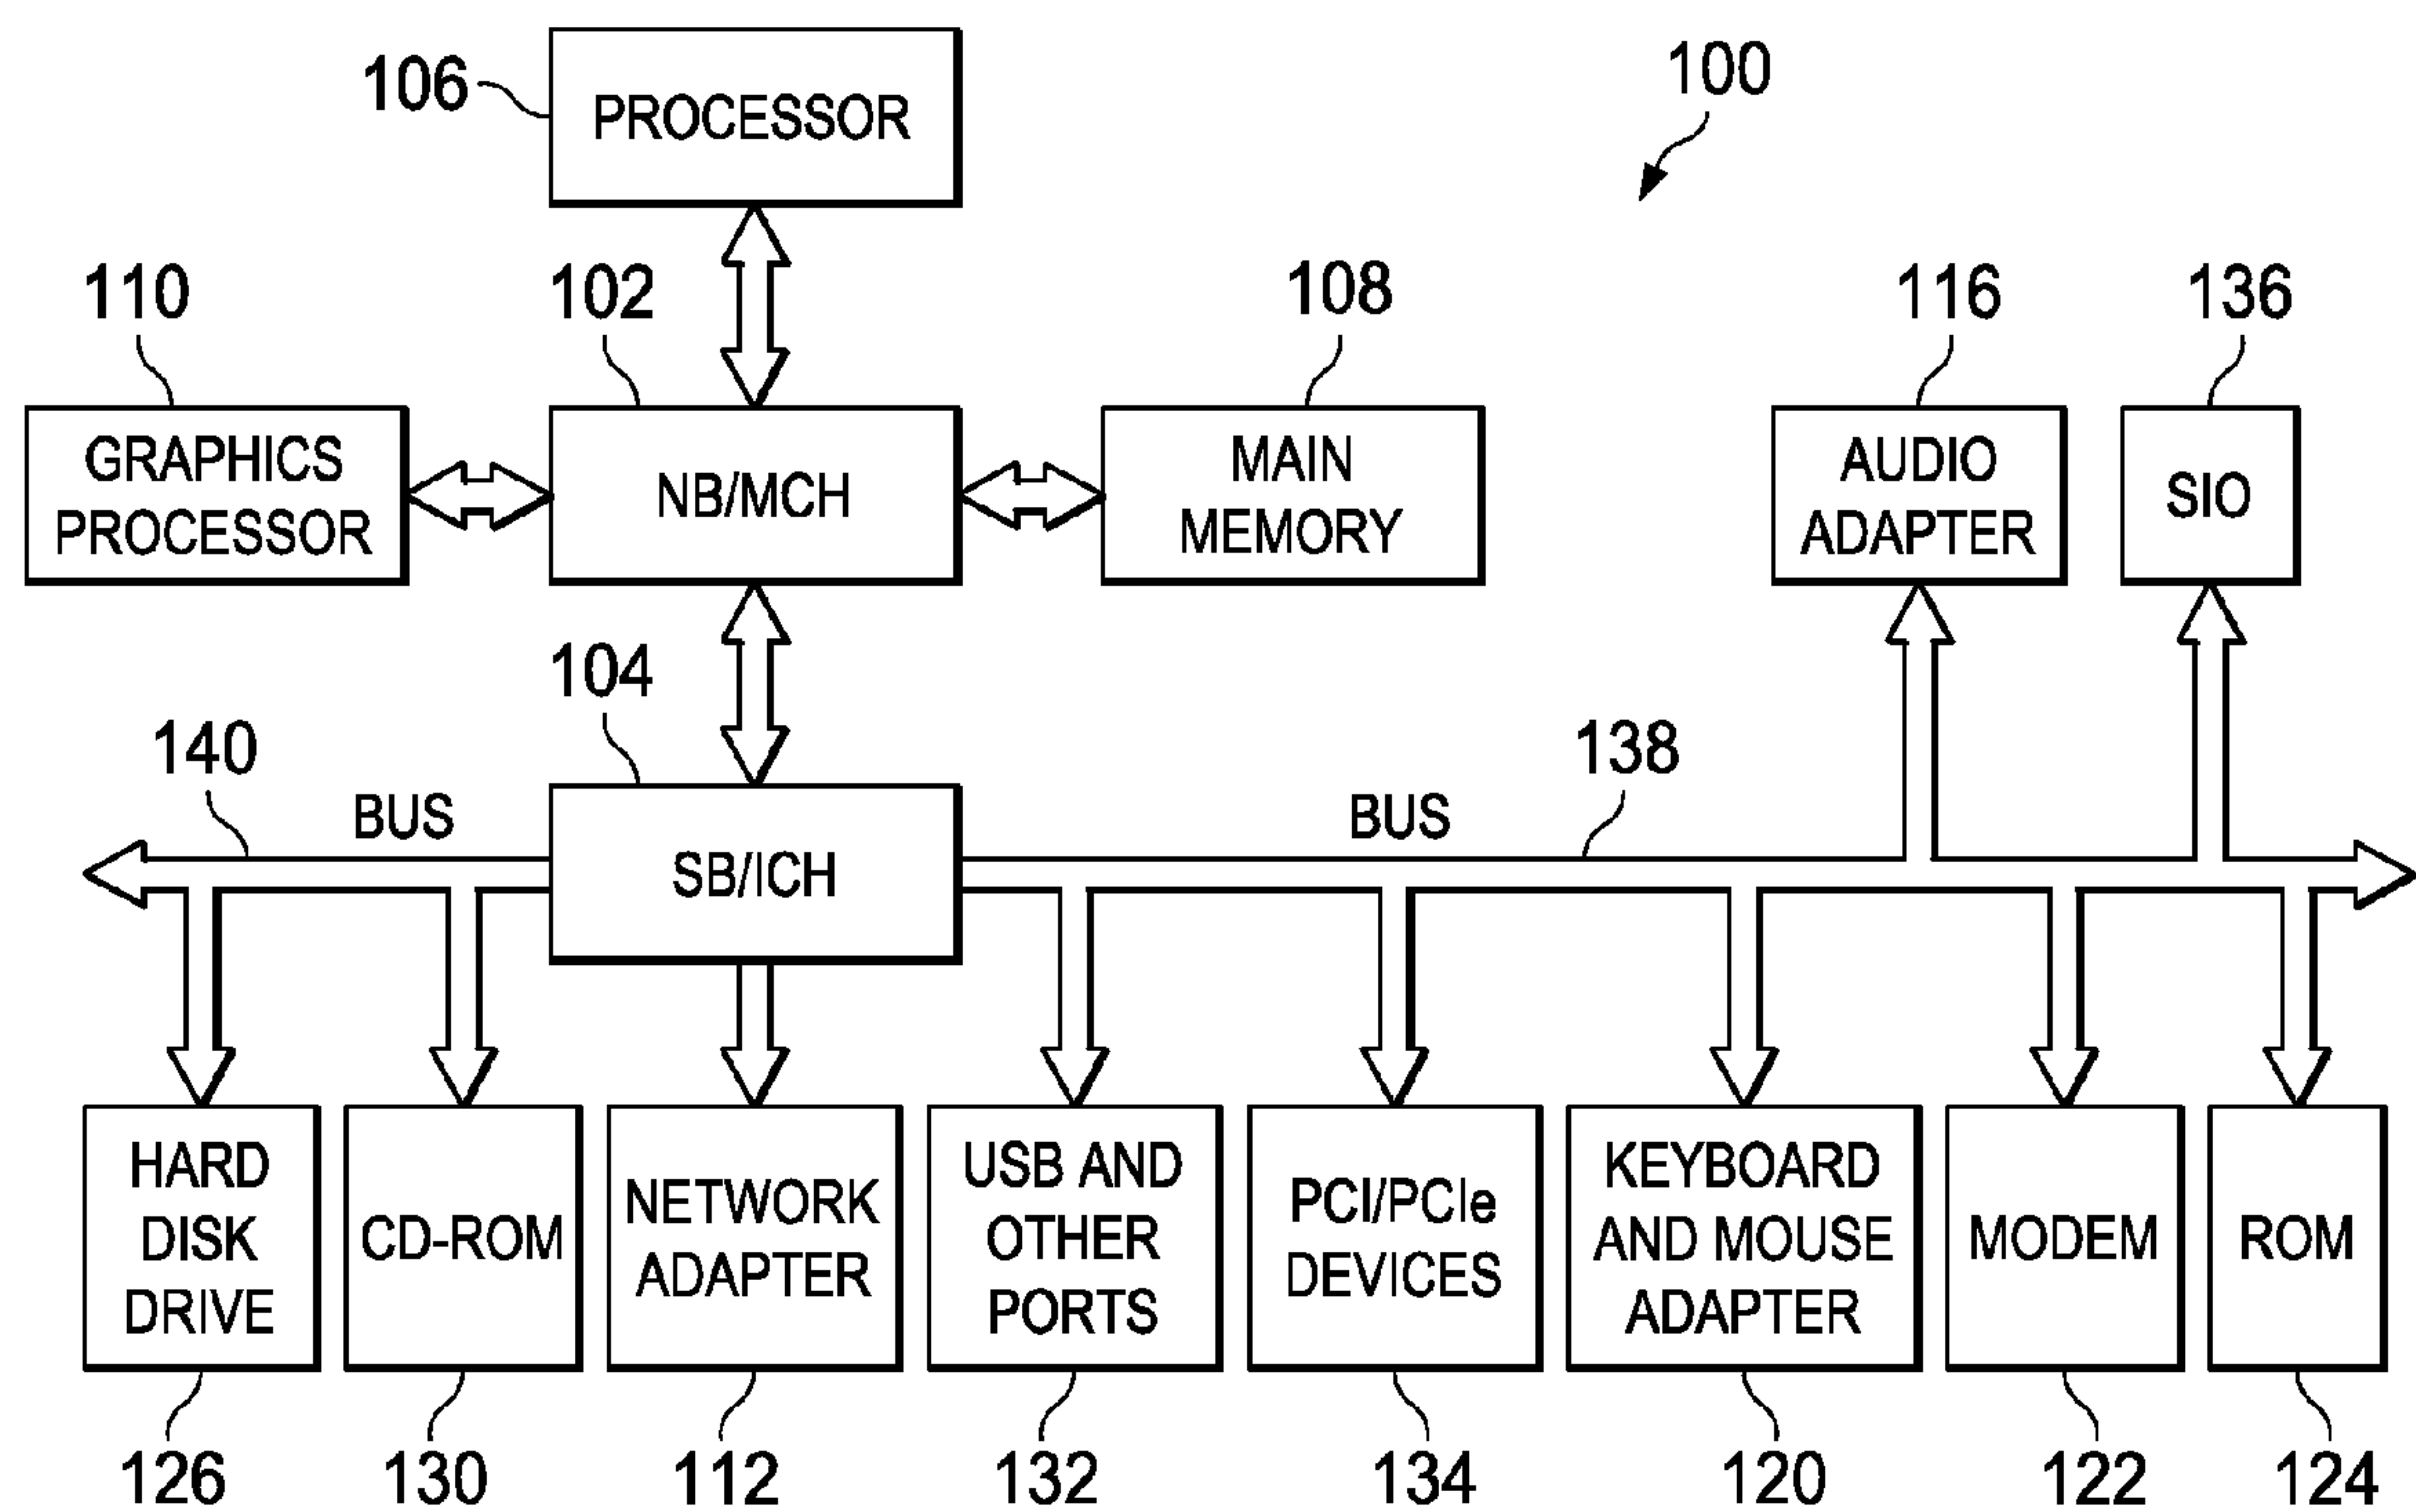 106
PROCESSOR
100
110
102
108
116
136
GRAPHICS
PROCESSOR
NB/MCH
MAIN
MEMORY
AUDIO
ADAPTER
SIO
104
140
BUS
SB/ICH
BUS
138
HARD
DISK
DRIVE
CD-ROM
NETWORK
ADAPTER
USB AND
OTHER
PORTS
PCI/PCIe
DEVICES
KEYBOARD
AND MOUSE
ADAPTER
MODEM
ROM
126
130
112
132
134
120
122
124